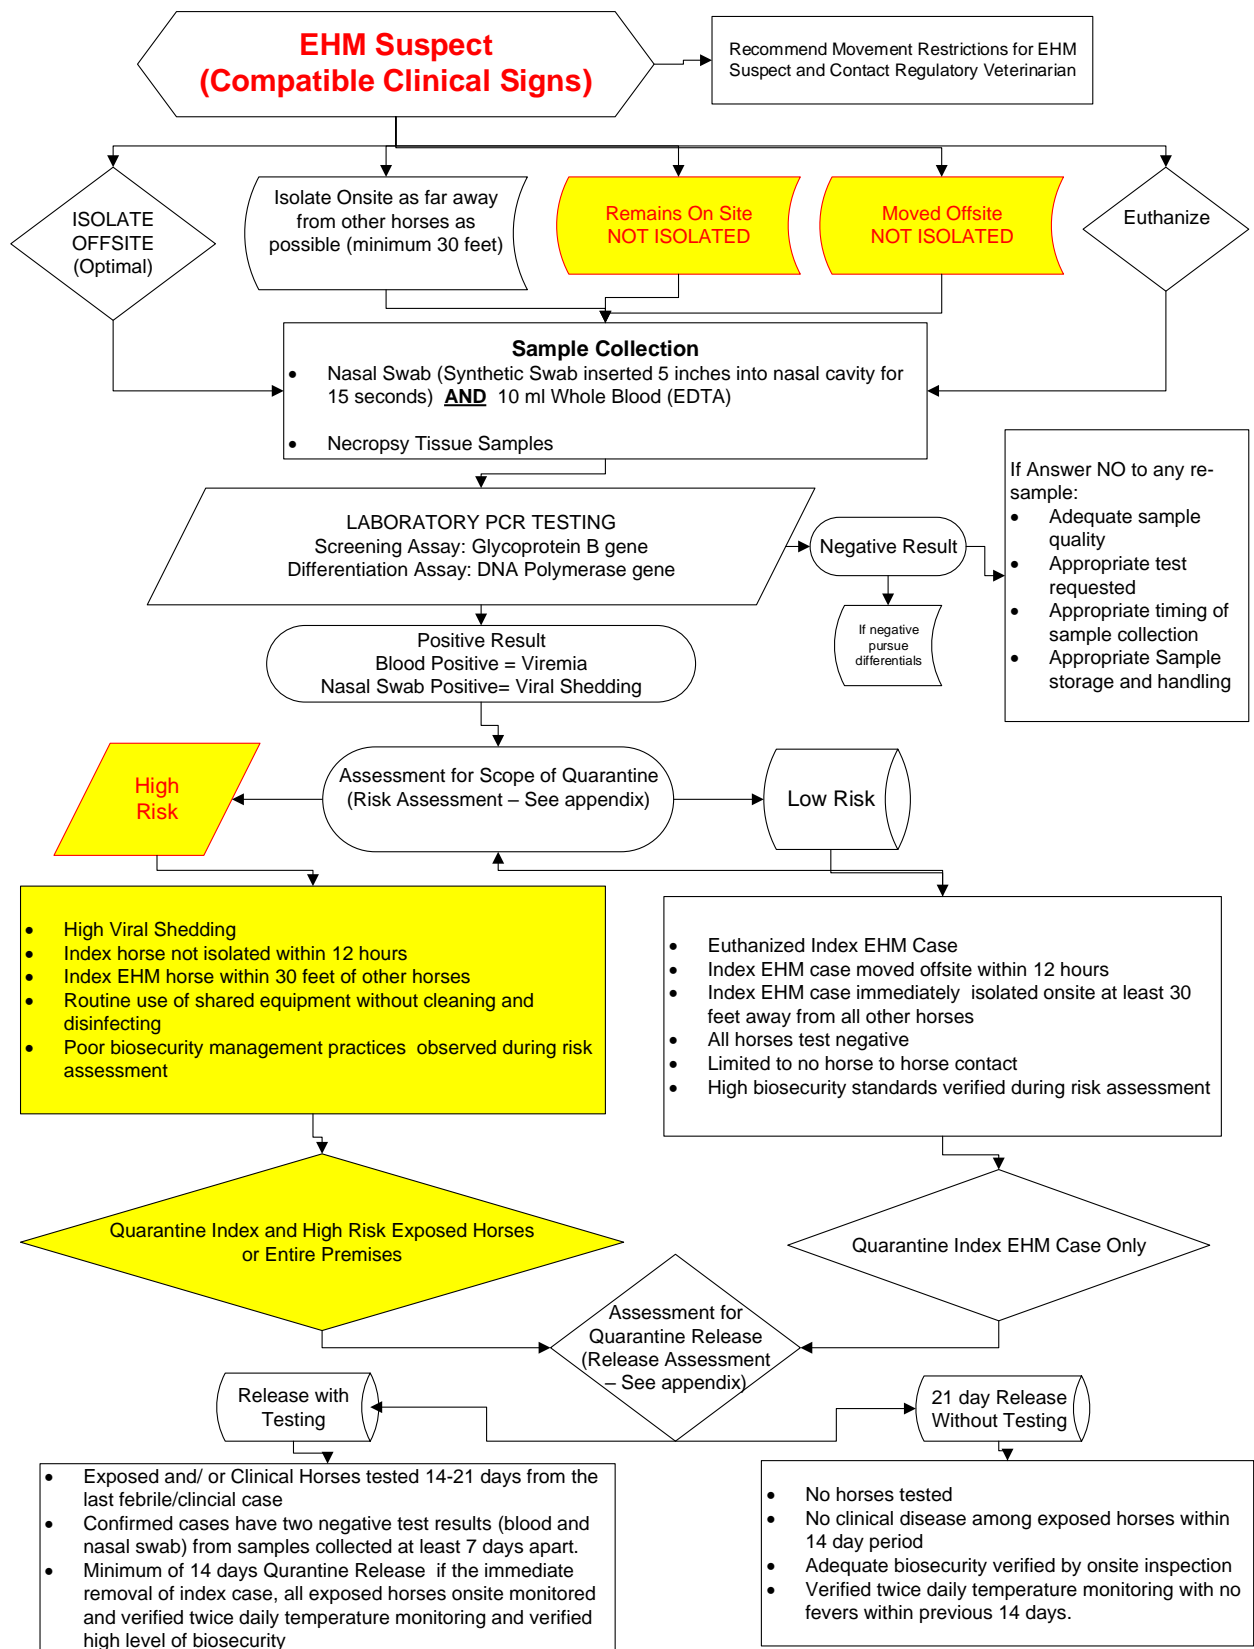 EHM Suspect
(Compatible Clinical Signs)
Recommend Movement Restrictions for EHM
Suspect and Contact Regulatory Veterinarian
ISOLATE
OFFSITE
(Optimal)
Isolate Onsite as far away
from other horses as
possible (minimum 30 feet)
Remains On Site
NOT ISOLATED
Moved Offsite
NOT ISOLATED
Euthanize
Sample Collection
• Nasal Swab (Synthetic Swab inserted 5 inches into nasal cavity for
15 seconds) AND 10 ml Whole Blood (EDTA)
• Necropsy Tissue Samples
If Answer NO to any re-
sample:
• Adequate sample
quality
• Appropriate test
requested
• Appropriate timing of
sample collection
• Appropriate Sample
storage and handling
LABORATORY PCR TESTING
Screening Assay: Glycoprotein B gene
Differentiation Assay: DNA Polymerase gene
Negative Result
If negative
pursue
differentials
Positive Result
Blood Positive = Viremia
Nasal Swab Positive= Viral Shedding
High
Risk
Assessment for Scope of Quarantine
(Risk Assessment – See appendix)
Low Risk
• High Viral Shedding
• Index horse not isolated within 12 hours
• Index EHM horse within 30 feet of other horses
• Routine use of shared equipment without cleaning and
disinfecting
• Poor biosecurity management practices observed during risk
assessment
• Euthanized Index EHM Case
• Index EHM case moved offsite within 12 hours
• Index EHM case immediately isolated onsite at least 30
feet away from all other horses
• All horses test negative
• Limited to no horse to horse contact
• High biosecurity standards verified during risk assessment
Quarantine Index and High Risk Exposed Horses
or Entire Premises
Quarantine Index EHM Case Only
Assessment for
Quarantine Release
(Release Assessment
– See appendix)
Release with
Testing
21 day Release
Without Testing
• Exposed and/ or Clinical Horses tested 14-21 days from the
last febrile/clincial case
• Confirmed cases have two negative test results (blood and
nasal swab) from samples collected at least 7 days apart.
• Minimum of 14 days Qurantine Release if the immediate
removal of index case, all exposed horses onsite monitored
and verified twice daily temperature monitoring and verified
high level of biosecurity
• No horses tested
• No clinical disease among exposed horses within
14 day period
• Adequate biosecurity verified by onsite inspection
• Verified twice daily temperature monitoring with no
fevers within previous 14 days.